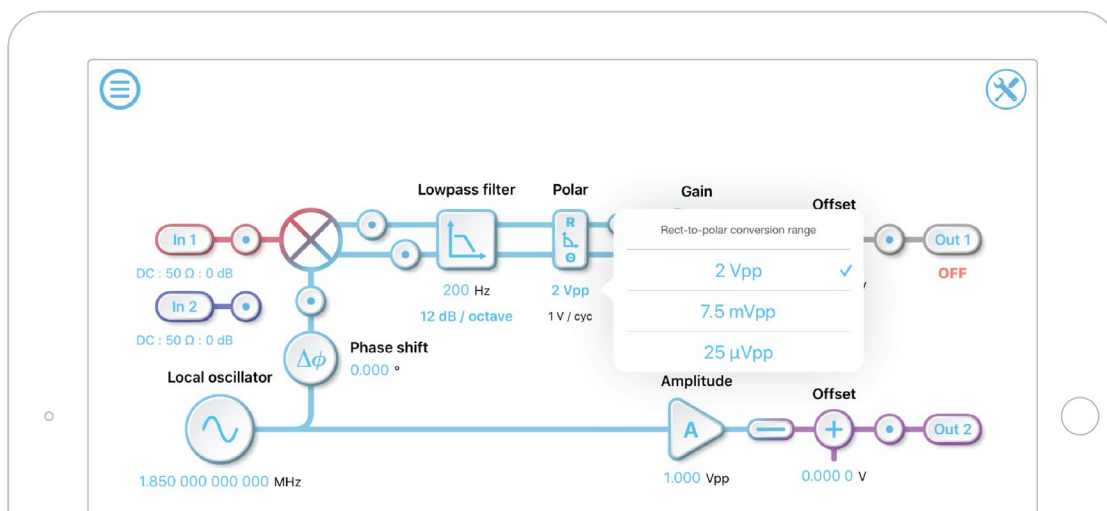 Lowpass filter
Polar
Gain
Offset
R
Θ
Rect-to-polar conversion range
2 Vpp
7.5 mVpp
25 µVpp
In 1
DC : 50 Ω : 0 dB
In 2
DC : 50 Ω : 0 dB
200 Hz
12 dB / octave
2 Vpp
1 V / cyc
Out 1
OFF
Δϕ
Phase shift
0.000 °
Local oscillator
1.850 000 000 000 MHz
Amplitude
A
1.000 Vpp
Offset
+
0.000 0 V
Out 2